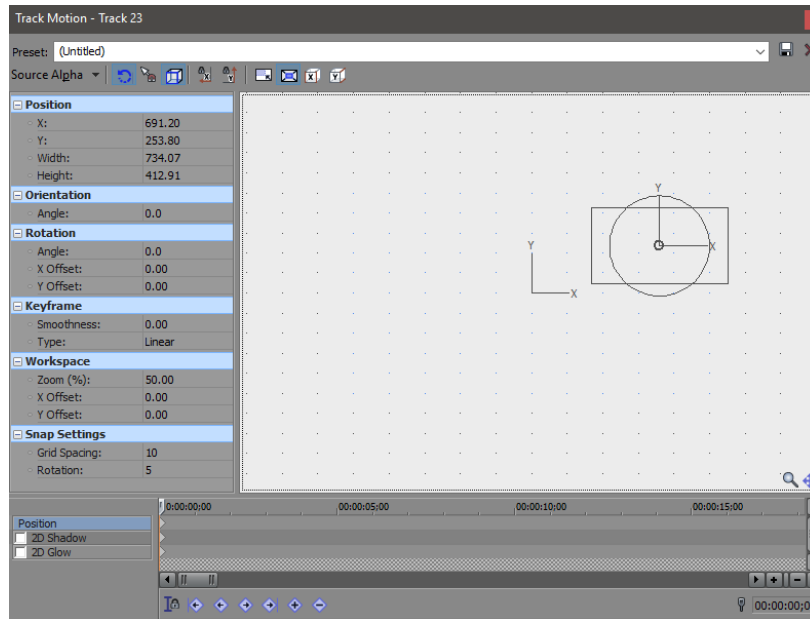 Track Motion - Track 23
Preset: (Untitled)
Source Alpha
Position
X: 691.20
Y: 253.80
Width: 734.07
Height: 412.91
Orientation
Angle: 0.0
Rotation
Angle: 0.0
X Offset: 0.00
Y Offset: 0.00
Keyframe
Smoothness: 0.00
Type: Linear
Workspace
Zoom (%): 50.00
X Offset: 0.00
Y Offset: 0.00
Snap Settings
Grid Spacing: 10
Rotation: 5
Y
X
Y
X
0:00:00;00 00:00:05;00 00:00:10;00 00:00:15;00
Position
2D Shadow
2D Glow
00:00:00;0